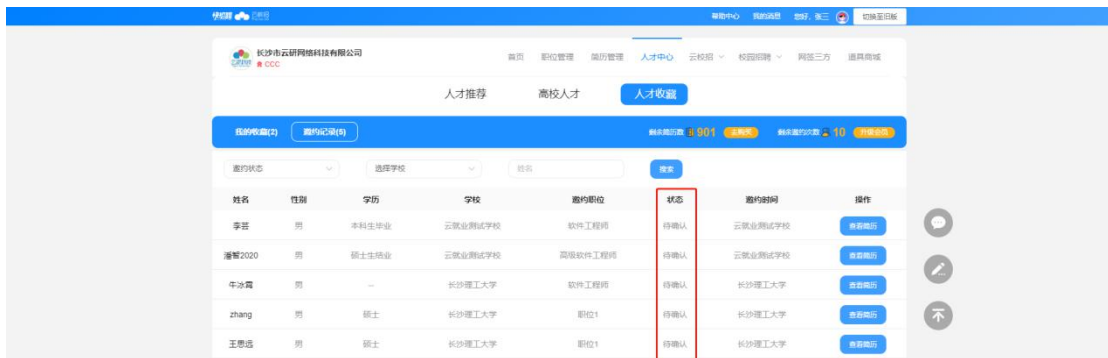 快招聘 云就业 帮助中心 我的消息 您好，张三 切换至旧版
长沙市云研网络科技有限公司
CCC
首页 职位管理 简历管理 人才中心 云校招 校园招聘 网签三方 道具商城
人才推荐 高校人才 人才收藏
我的收藏(2) 邀约记录(5) 剩余简历数 901 去购买 剩余邀约次数 10 升级会员
邀约状态 选择学校 姓名 搜索
姓名 性别 学历 学校 邀约职位 状态 邀约时间 操作
李芸 男 本科生毕业 云就业测试学校 软件工程师 待确认 云就业测试学校 查看简历
潘智2020 男 硕士生结业 云就业测试学校 高级软件工程师 待确认 云就业测试学校 查看简历
牛冰霞 男 -- 长沙理工大学 软件工程师 待确认 长沙理工大学 查看简历
zhang 男 硕士 长沙理工大学 职位1 待确认 长沙理工大学 查看简历
王思远 男 硕士 长沙理工大学 职位1 待确认 长沙理工大学 查看简历